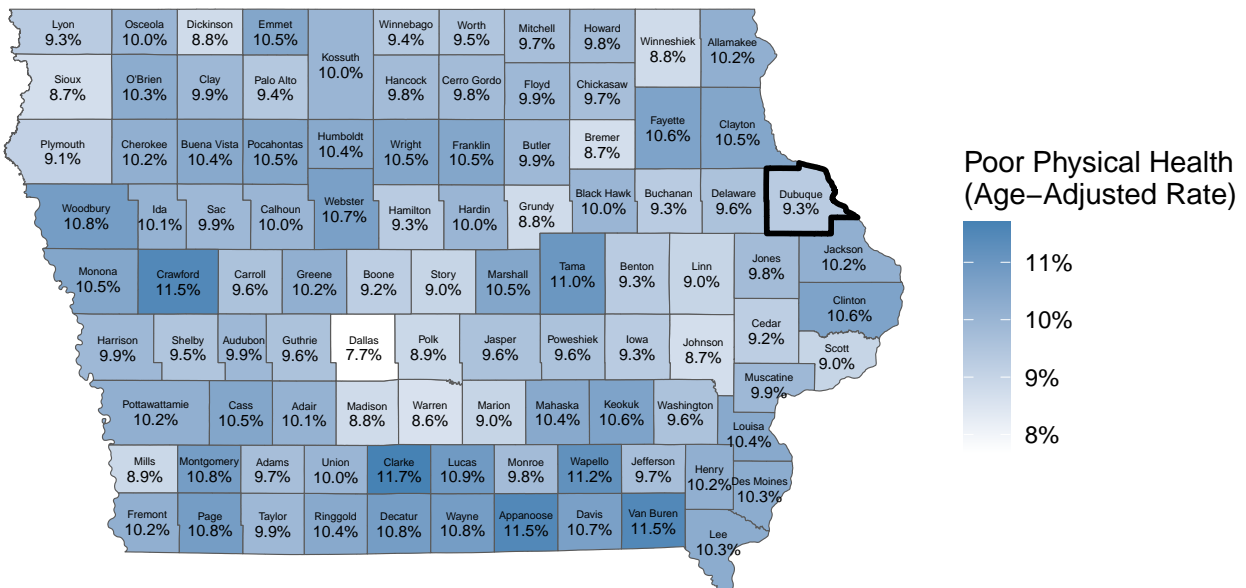 Lyon
9.3%
Osceola
10.0%
Dickinson
8.8%
Emmet
10.5%
Kossuth
10.0%
Winnebago
9.4%
Worth
9.5%
Mitchell
9.7%
Howard
9.8%
Winneshiek
8.8%
Allamakee
10.2%
Sioux
8.7%
O'Brien
10.3%
Clay
9.9%
Palo Alto
9.4%
Hancock
9.8%
Cerro Gordo
9.8%
Floyd
9.9%
Chickasaw
9.7%
Fayette
10.6%
Clayton
10.5%
Plymouth
9.1%
Cherokee
10.2%
Buena Vista
10.4%
Pocahontas
10.5%
Humboldt
10.4%
Wright
10.5%
Franklin
10.5%
Butler
9.9%
Bremer
8.7%
Woodbury
10.8%
Ida
10.1%
Sac
9.9%
Calhoun
10.0%
Webster
10.7%
Hamilton
9.3%
Hardin
10.0%
Grundy
8.8%
Black Hawk
10.0%
Buchanan
9.3%
Delaware
9.6%
Dubuque
9.3%
Monona
10.5%
Crawford
11.5%
Carroll
9.6%
Greene
10.2%
Boone
9.2%
Story
9.0%
Marshall
10.5%
Tama
11.0%
Benton
9.3%
Linn
9.0%
Jones
9.8%
Jackson
10.2%
Clinton
10.6%
Harrison
9.9%
Shelby
9.5%
Audubon
9.9%
Guthrie
9.6%
Dallas
7.7%
Polk
8.9%
Jasper
9.6%
Poweshiek
9.6%
Iowa
9.3%
Johnson
8.7%
Cedar
9.2%
Scott
9.0%
Muscatine
9.9%
Pottawattamie
10.2%
Cass
10.5%
Adair
10.1%
Madison
8.8%
Warren
8.6%
Marion
9.0%
Mahaska
10.4%
Keokuk
10.6%
Washington
9.6%
Louisa
10.4%
Mills
8.9%
Montgomery
10.8%
Adams
9.7%
Union
10.0%
Clarke
11.7%
Lucas
10.9%
Monroe
9.8%
Wapello
11.2%
Jefferson
9.7%
Henry
10.2%
Des Moines
10.3%
Fremont
10.2%
Page
10.8%
Taylor
9.9%
Ringgold
10.4%
Decatur
10.8%
Wayne
10.8%
Appanoose
11.5%
Davis
10.7%
Van Buren
11.5%
Lee
10.3%
Poor Physical Health
(Age−Adjusted Rate)
11%
10%
9%
8%